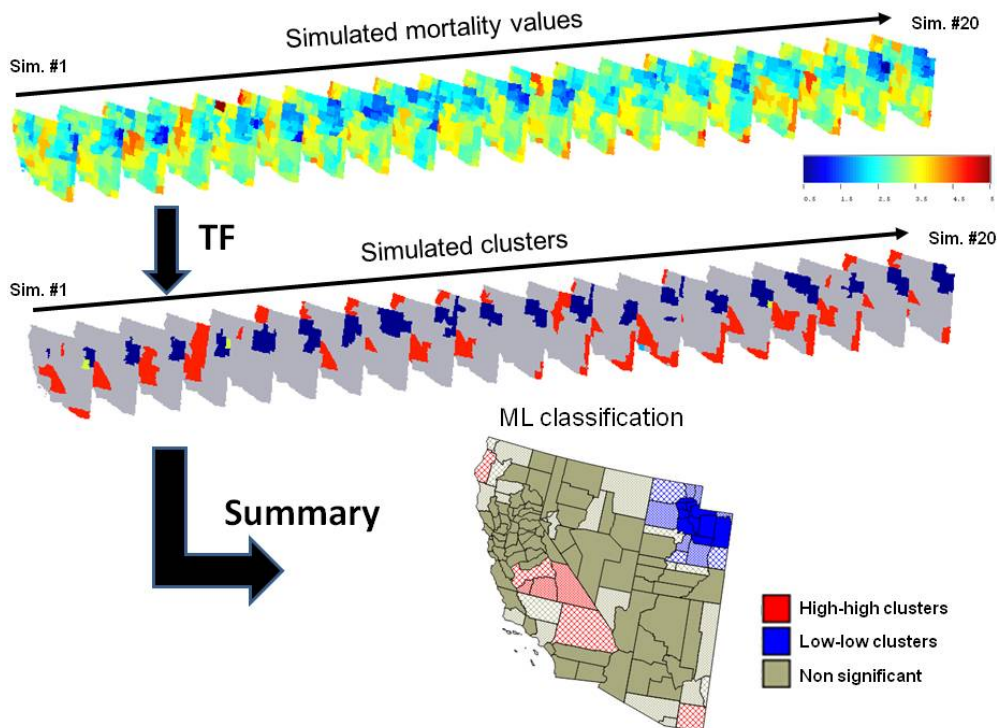 Simulated mortality values
Sim. #1
Sim. #20
0.5 1.5 2.5 3.5 4.5 5
TF
Simulated clusters
Sim. #1
Sim. #20
ML classification
Summary
High-high clusters
Low-low clusters
Non significant